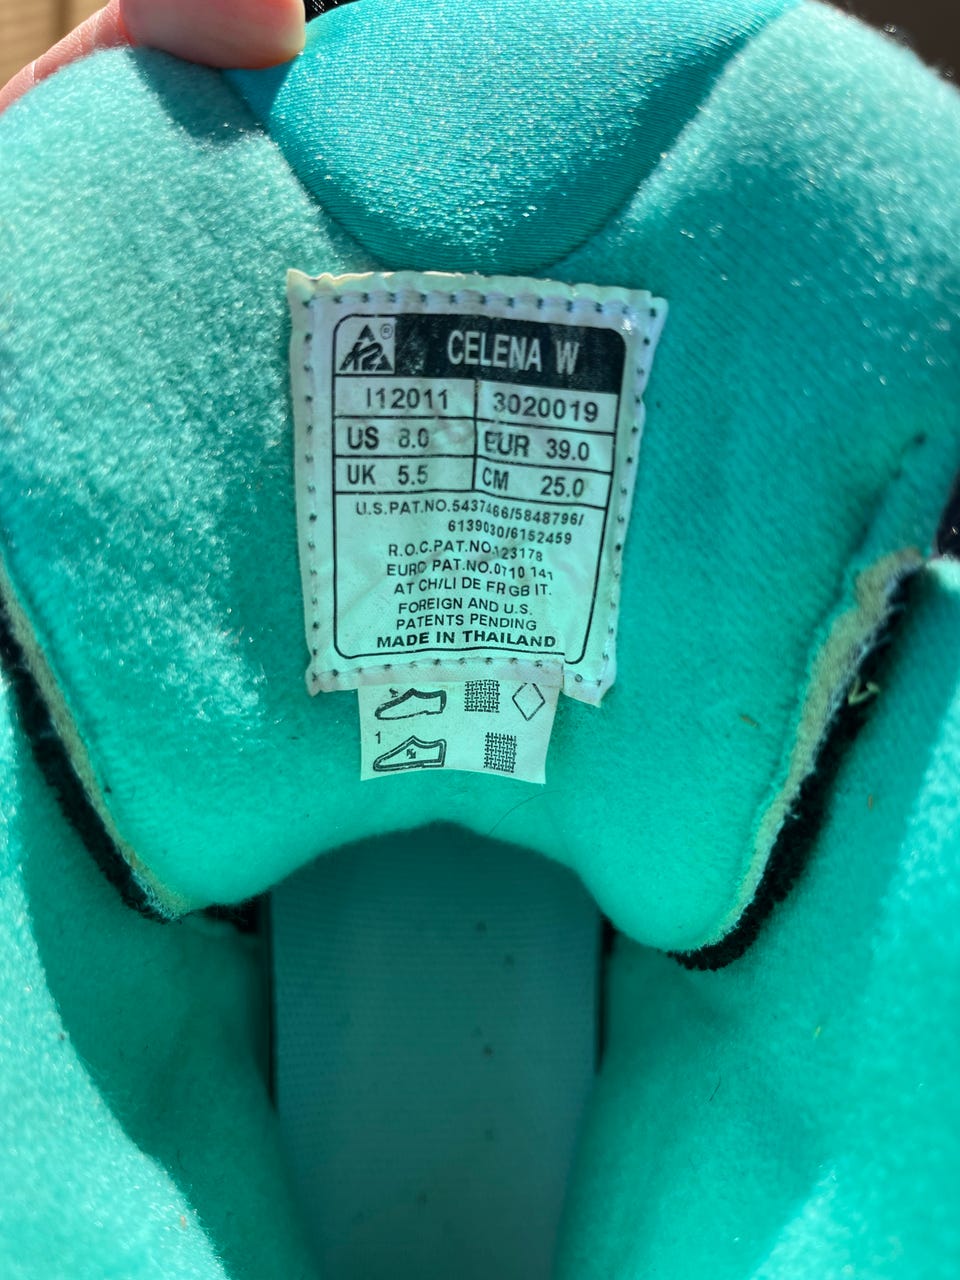 K2 ® CELENA W
I12011 3020019
US 8.0 EUR 39.0
UK 5.5 CM 25.0
U.S.PAT.NO.5437466/5848796/
6139030/6152459
R.O.C.PAT.NO.123178
EURO PAT.NO.0710 141
AT CH/LI DE FR GB IT.
FOREIGN AND U.S.
PATENTS PENDING
MADE IN THAILAND
1